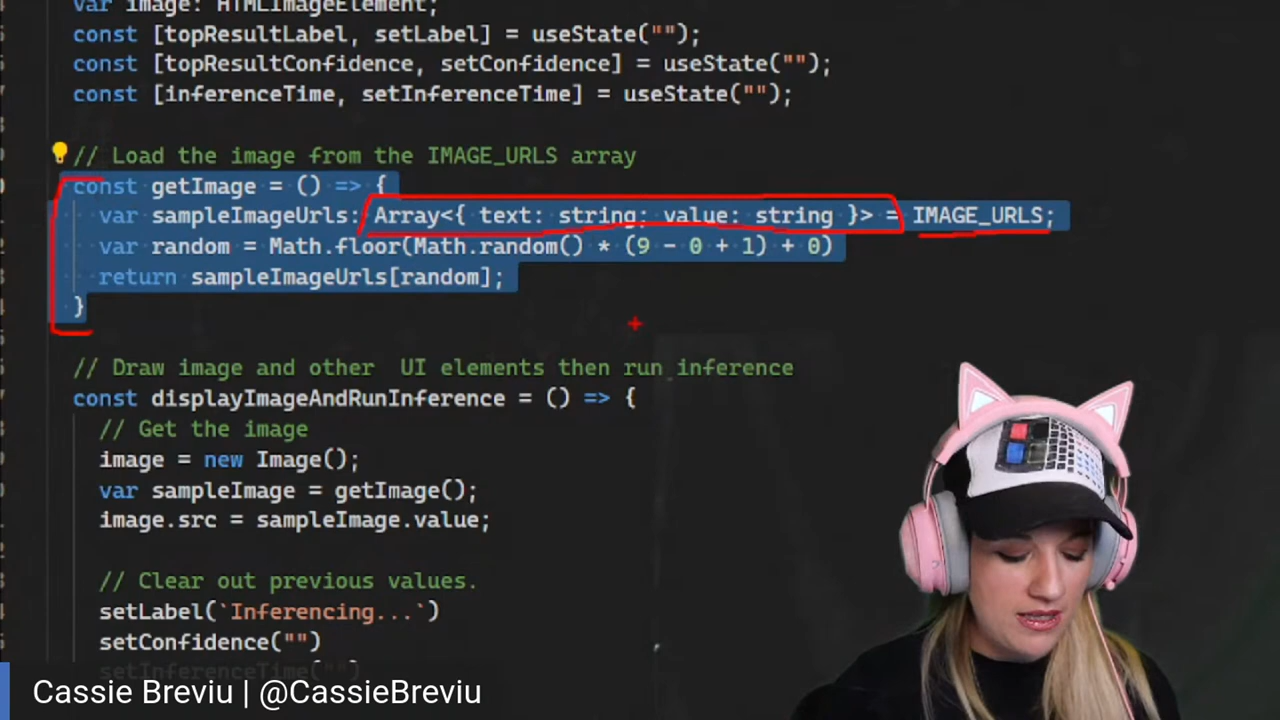 var image: HTMLImageElement;
const [topResultLabel, setLabel] = useState("");
const [topResultConfidence, setConfidence] = useState("");
const [inferenceTime, setInferenceTime] = useState("");
// Load the image from the IMAGE_URLS array
const getImage = () => {
var sampleImageUrls: Array<{ text: string; value: string }> = IMAGE_URLS;
var random = Math.floor(Math.random() * (9 - 0 + 1) + 0)
return sampleImageUrls[random];
}
// Draw image and other  UI elements then run inference
const displayImageAndRunInference = () => {
// Get the image
image = new Image();
var sampleImage = getImage();
image.src = sampleImage.value;
// Clear out previous values.
setLabel(`Inferencing...`)
setConfidence("")
setInferenceTime("")
Cassie Breviu | @CassieBreviu